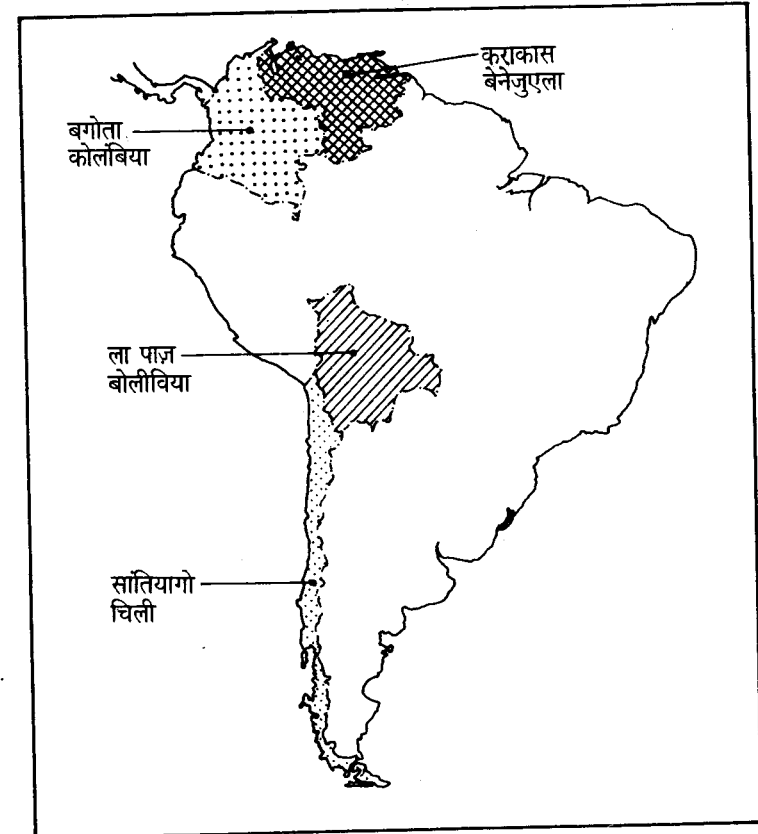 कराकास
बेनेजुएला
बगोता
कोलंबिया
ला पाज़
बोलीविया
सांतियागो
चिली